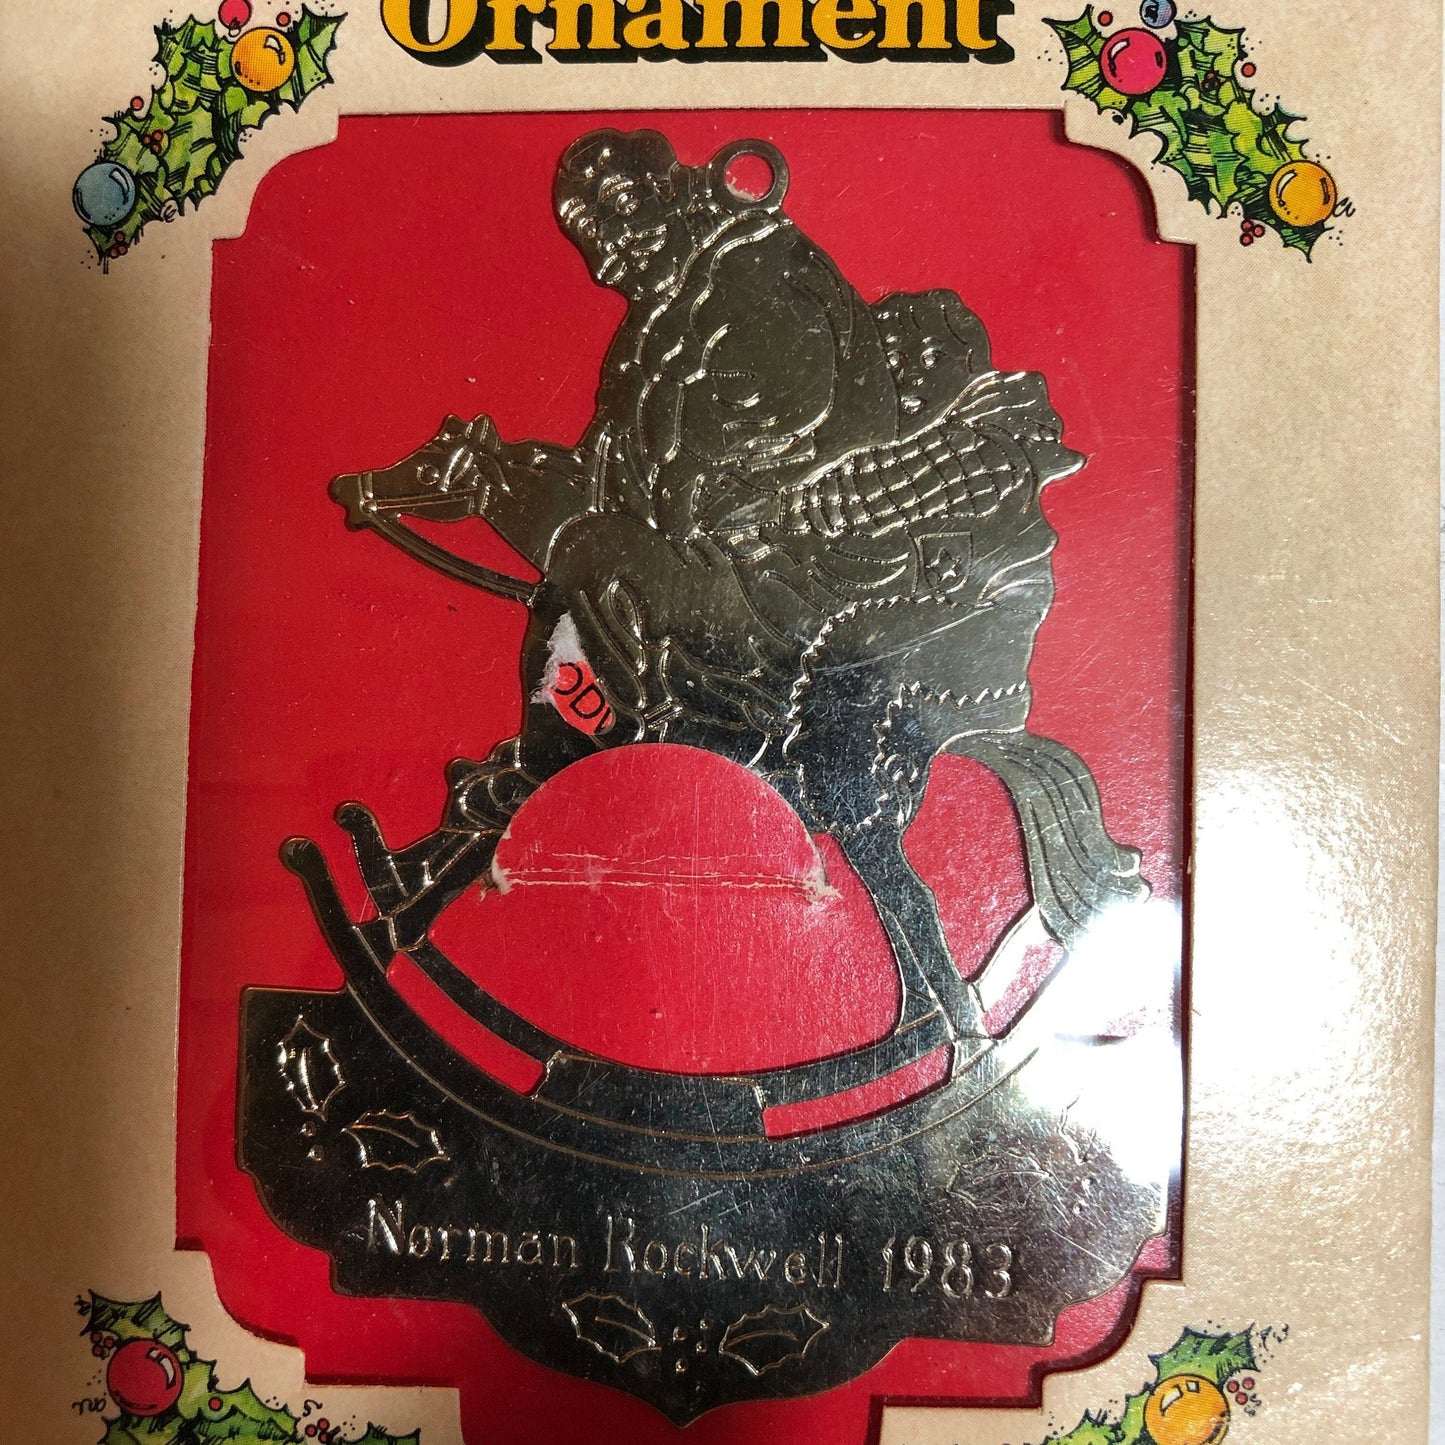 Ornament
Norman Rockwell 1983